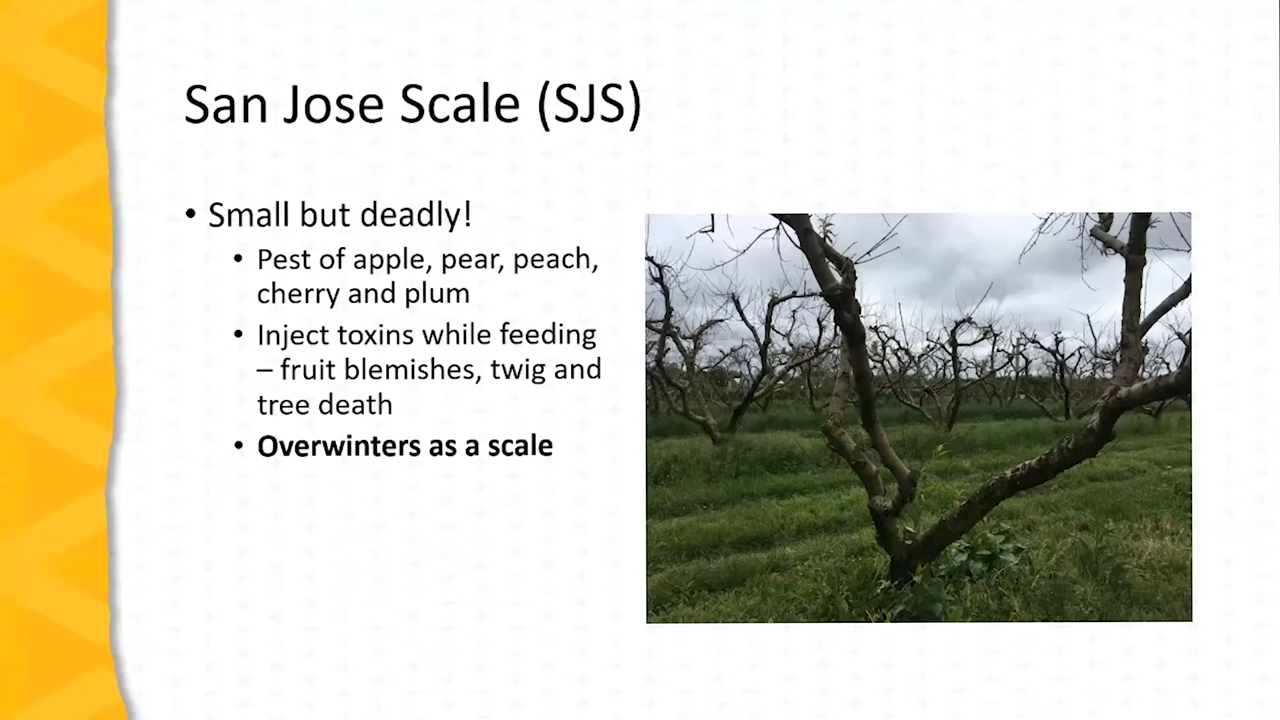 San Jose Scale (SJS)
• Small but deadly!
• Pest of apple, pear, peach,
cherry and plum
• Inject toxins while feeding
– fruit blemishes, twig and
tree death
• Overwinters as a scale